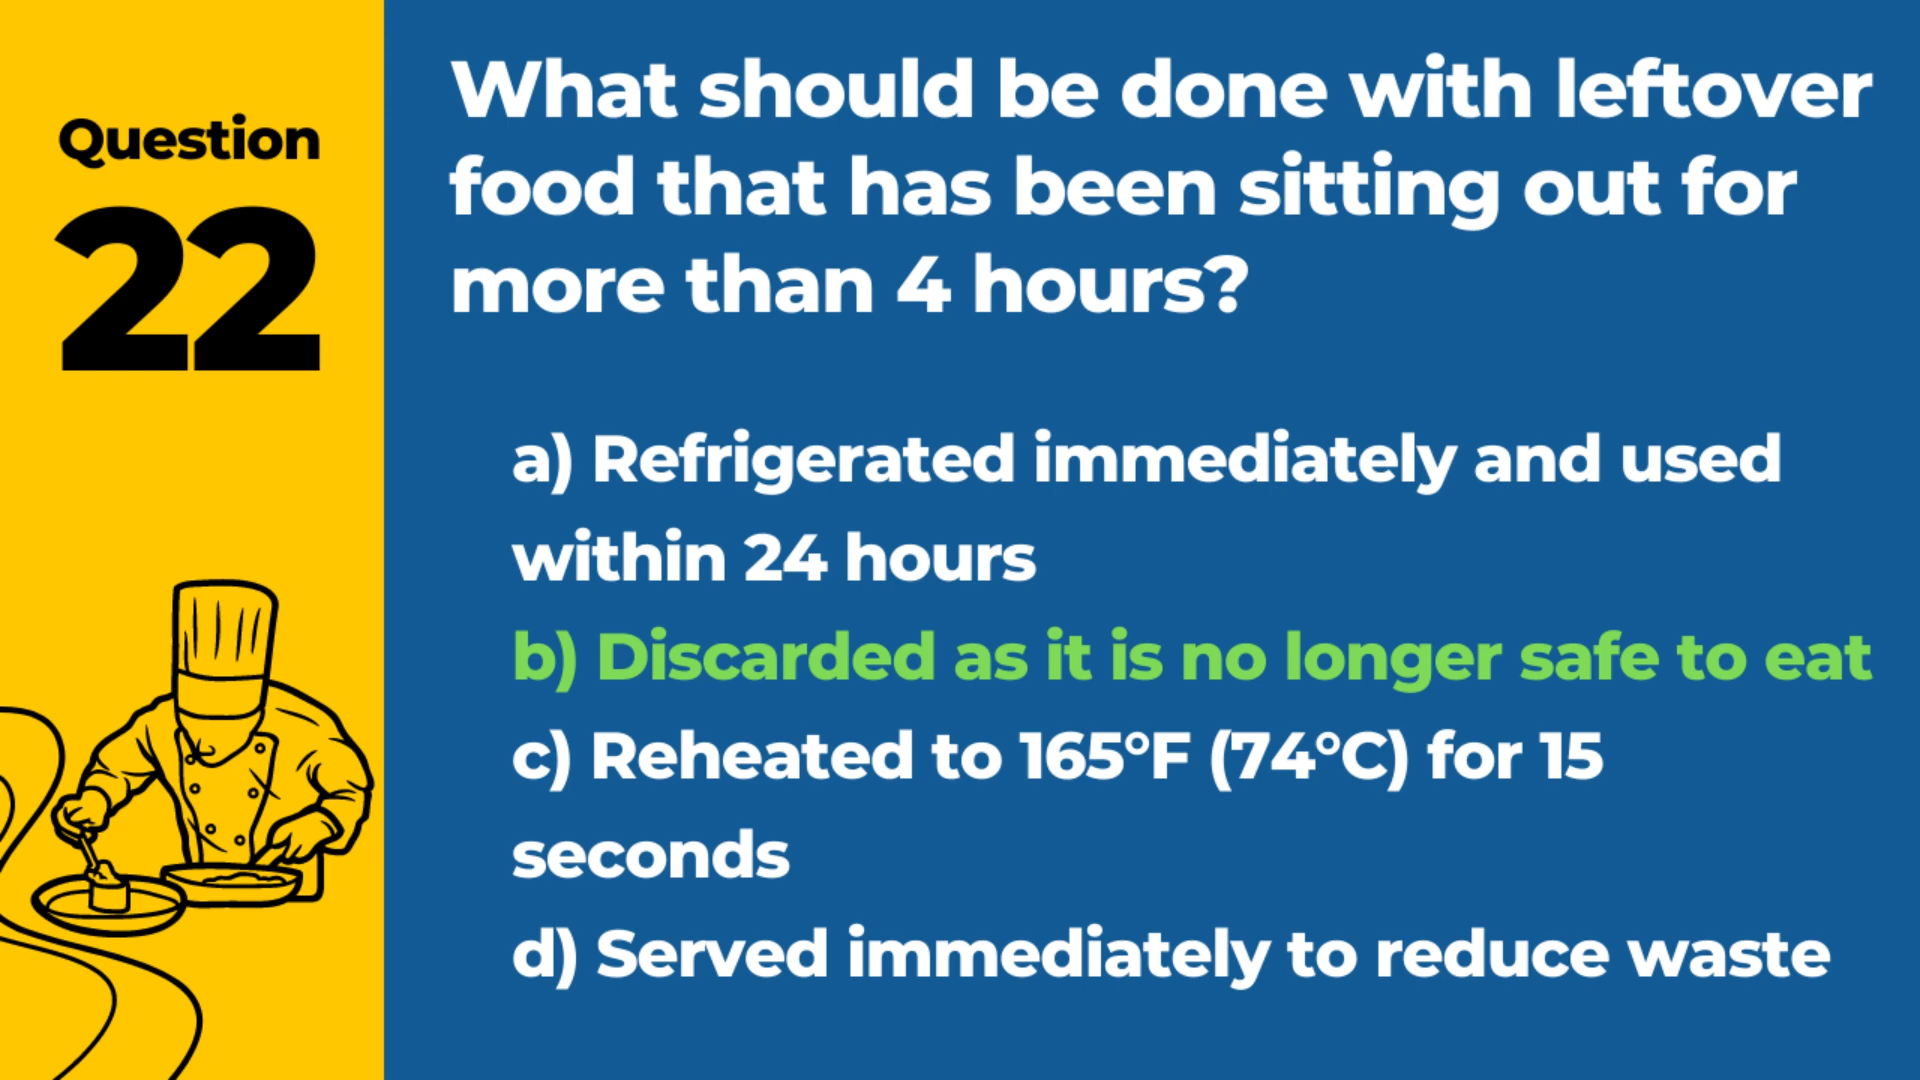 Question
22
What should be done with leftover
food that has been sitting out for
more than 4 hours?
a) Refrigerated immediately and used
within 24 hours
b) Discarded as it is no longer safe to eat
c) Reheated to 165°F (74°C) for 15
seconds
d) Served immediately to reduce waste